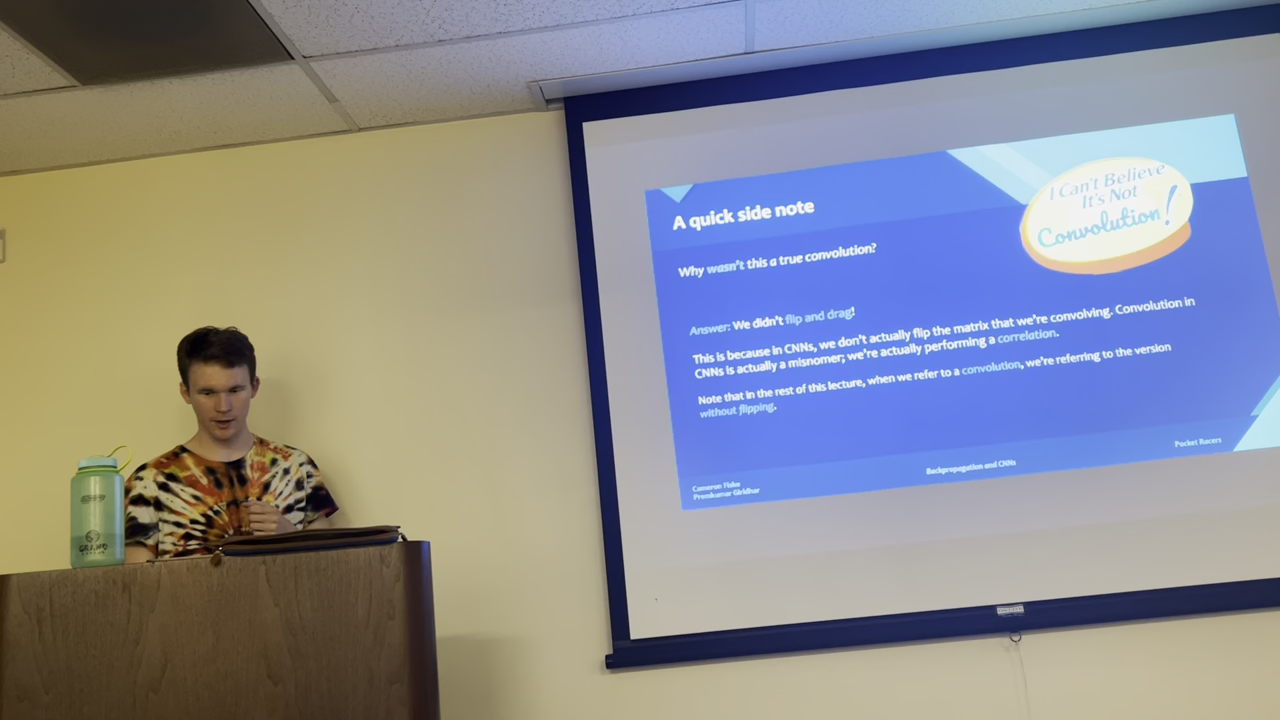 A quick side note
I Can't Believe
It's Not
Convolution!
Why wasn't this a true convolution?
Answer: We didn't flip and drag!
This is because in CNNs, we don't actually flip the matrix that we're convolving. Convolution in
CNNs is actually a misnomer; we're actually performing a correlation.
Note that in the rest of this lecture, when we refer to a convolution, we're referring to the version
without flipping.
Cameron Fiske
Premkumar Giridhar
Backpropagation and CNNs
Pocket Racers
GRAND